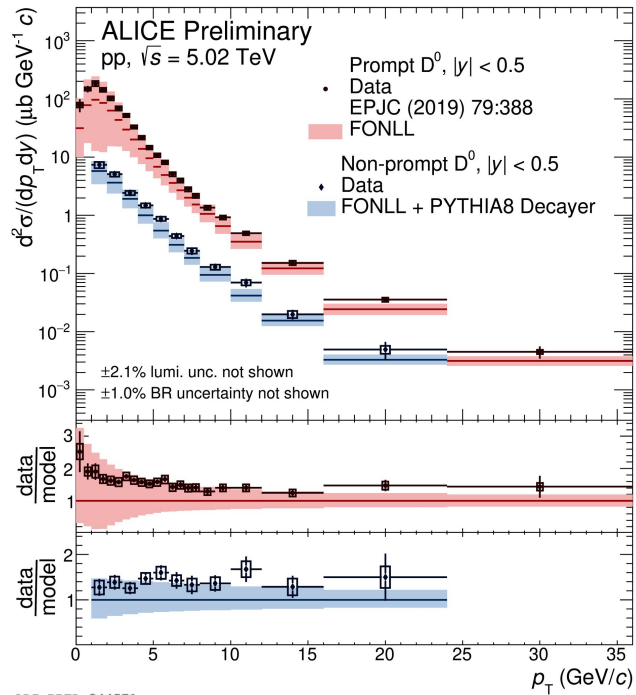 ALICE Preliminary
pp, √s = 5.02 TeV
Prompt D⁰, |y| < 0.5
Data
EPJC (2019) 79:388
FONLL
Non-prompt D⁰, |y| < 0.5
Data
FONLL + PYTHIA8 Decayer
d²σ/(dp_T dy) (μb GeV⁻¹ c)
10³
10²
10
1
10⁻¹
10⁻²
10⁻³
±2.1% lumi. unc. not shown
±1.0% BR uncertainty not shown
data
model
3
2
1
data
model
2
1
0 5 10 15 20 25 30 35
p_T (GeV/c)